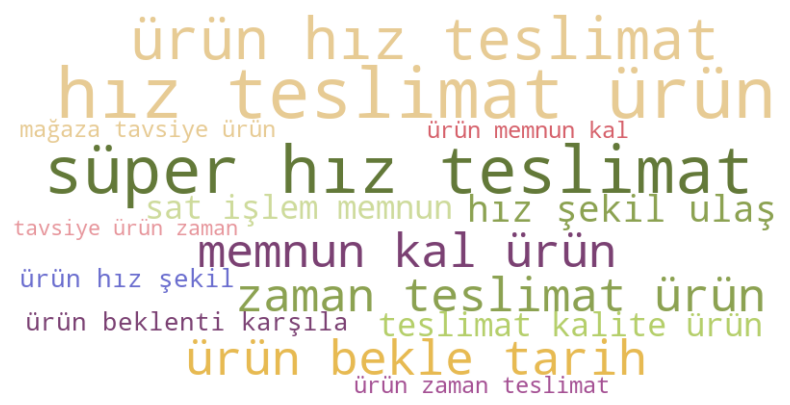 ürün hız teslimat
hız teslimat ürün
mağaza tavsiye ürün
ürün memnun kal
süper hız teslimat
sat işlem memnun
hız şekil ulaş
tavsiye ürün zaman
memnun kal ürün
ürün hız şekil
zaman teslimat ürün
ürün beklenti karşıla
teslimat kalite ürün
ürün bekle tarih
ürün zaman teslimat